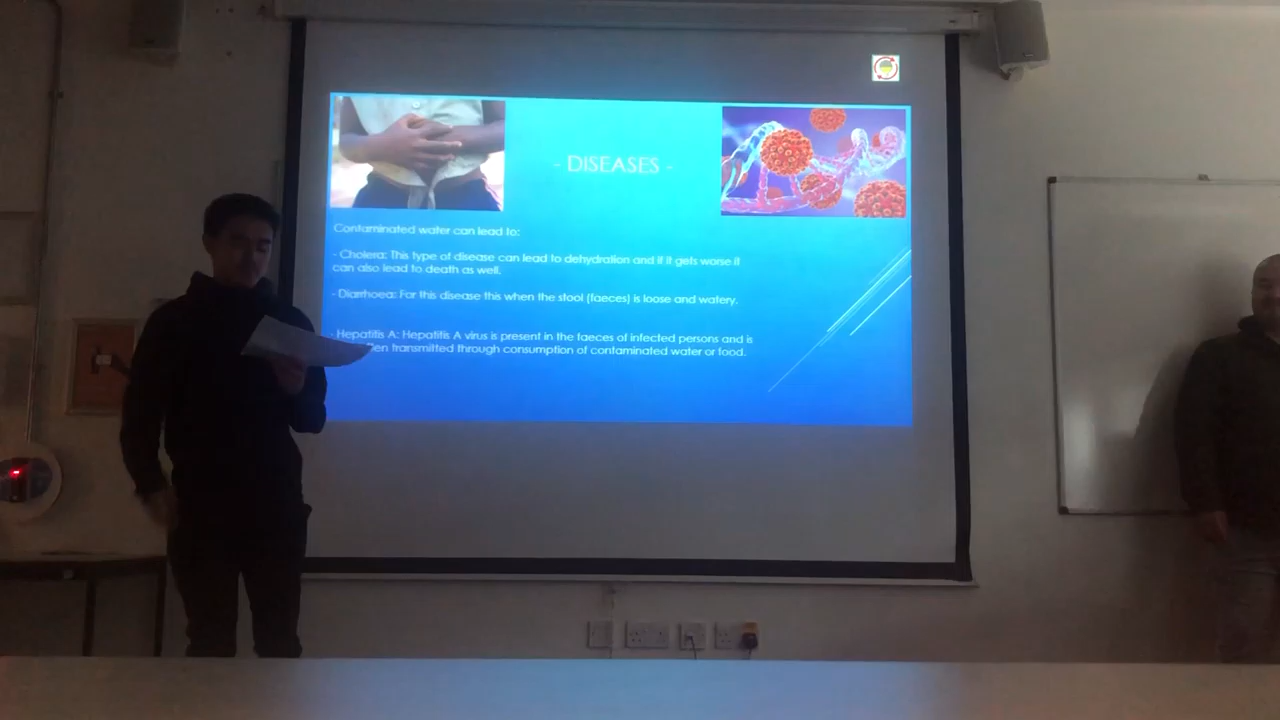 - DISEASES -
Contaminated water can lead to:
- Cholera: This type of disease can lead to dehydration and if it gets worse it
can also lead to death as well.
- Diarrhoea: For this disease this when the stool (faeces) is loose and watery.
- Hepatitis A: Hepatitis A virus is present in the faeces of infected persons and is
transmitted through consumption of contaminated water or food.